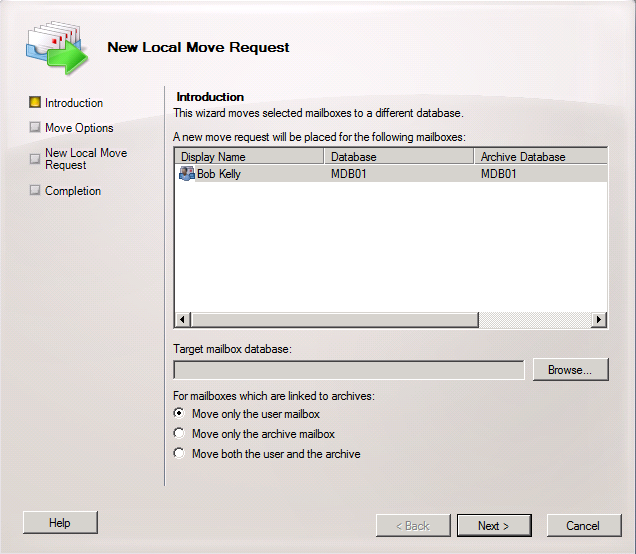 New Local Move Request
Introduction
Move Options
New Local Move
Request
Completion
Introduction
This wizard moves selected mailboxes to a different database.
A new move request will be placed for the following mailboxes:
Display Name Database Archive Database
Bob Kelly MDB01 MDB01
Target mailbox database:
Browse...
For mailboxes which are linked to archives:
Move only the user mailbox
Move only the archive mailbox
Move both the user and the archive
Help < Back Next > Cancel